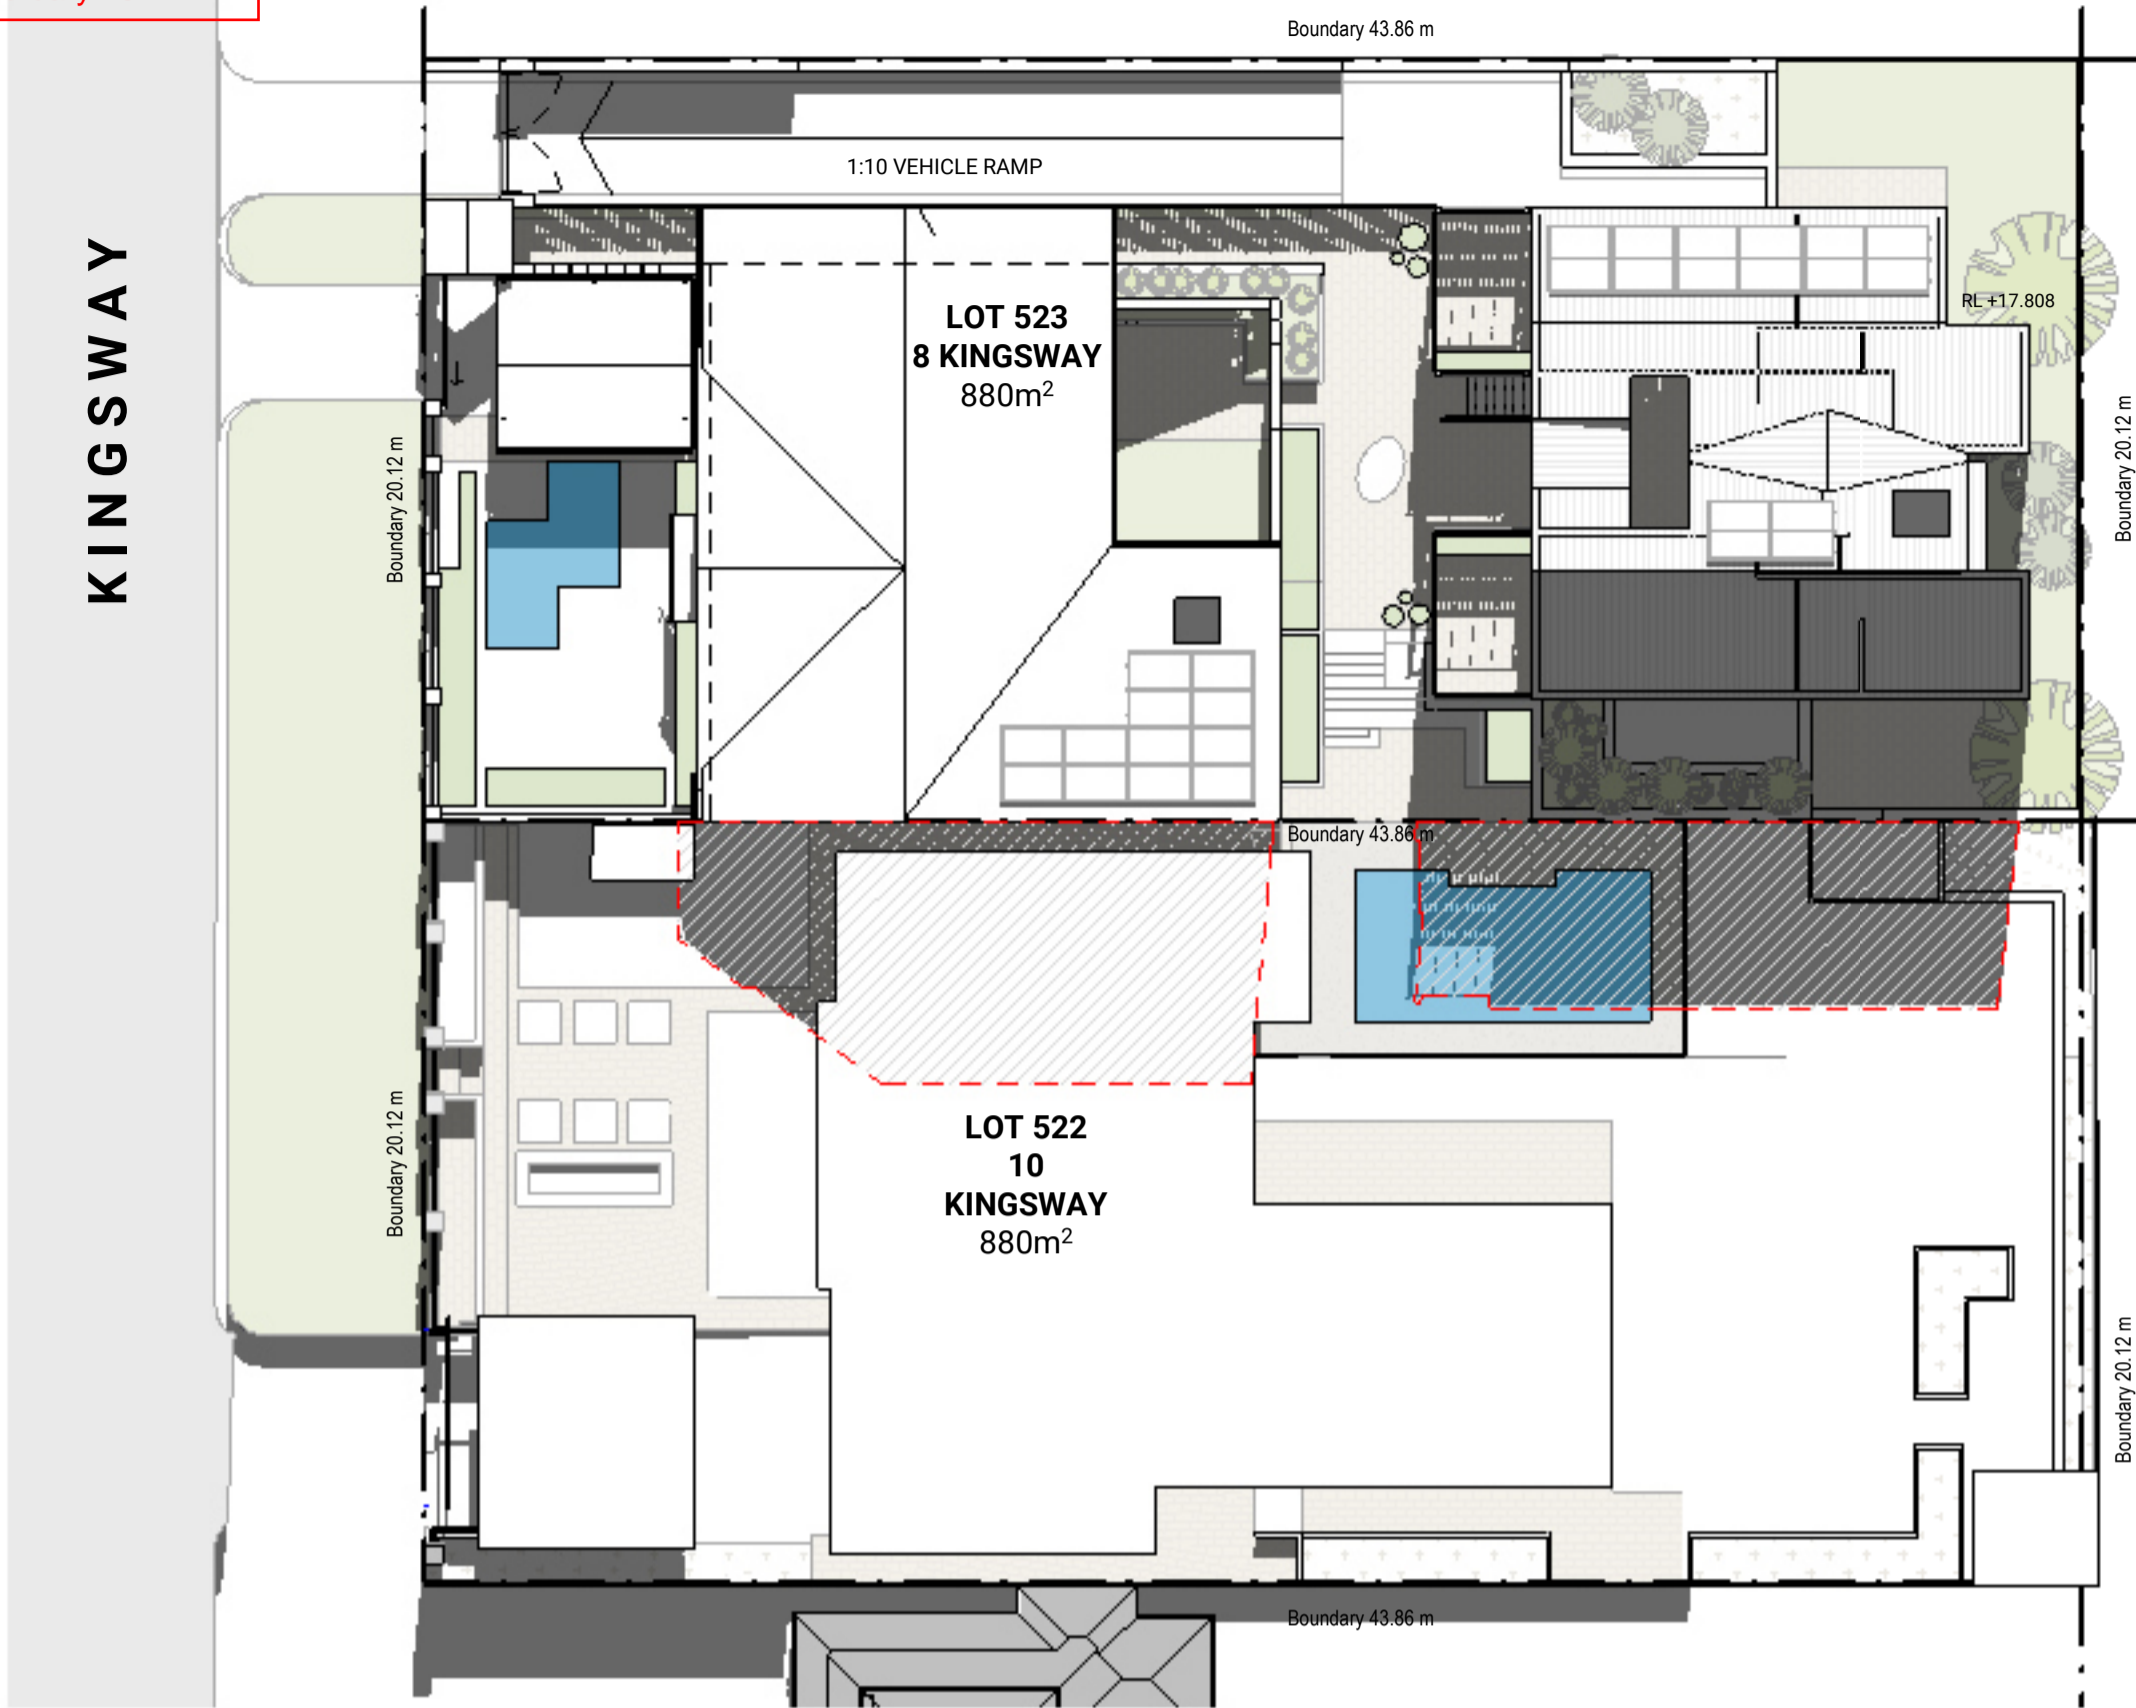 Boundary 43.86 m
1:10 VEHICLE RAMP
KINGSWAY
LOT 523
8 KINGSWAY
880m²
RL +17.808
Boundary 20.12 m
Boundary 20.12 m
Boundary 43.86 m
LOT 522
10
KINGSWAY
880m²
Boundary 20.12 m
Boundary 20.12 m
Boundary 43.86 m